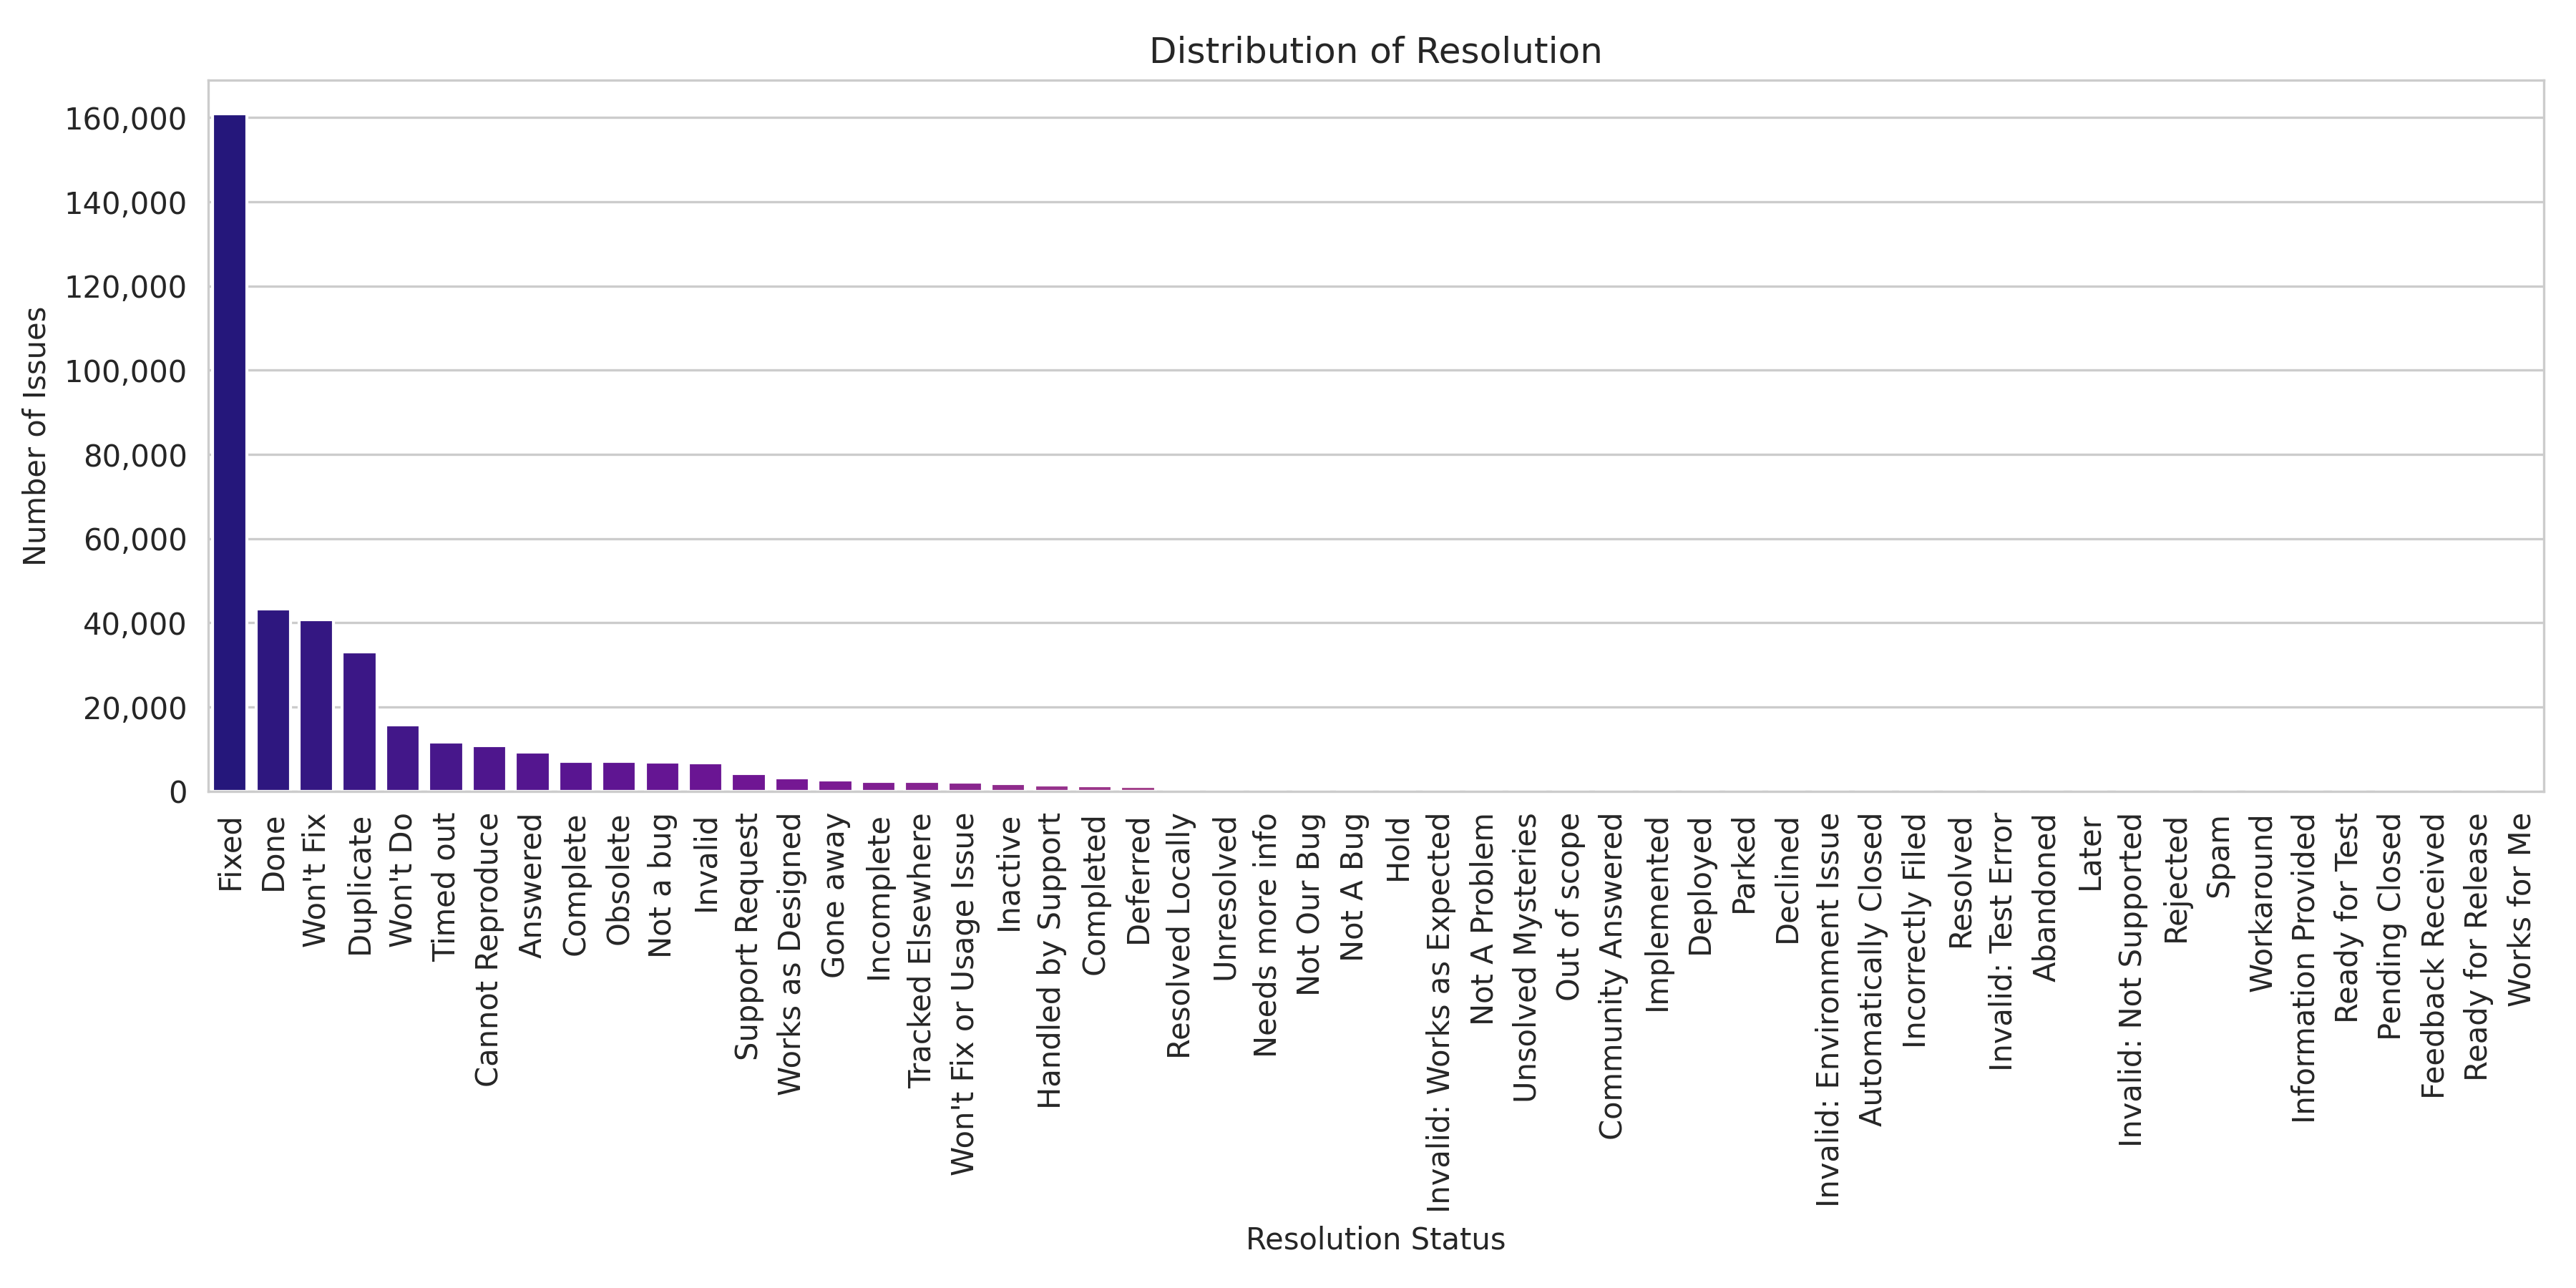 Distribution of Resolution
Number of Issues
160,000
140,000
120,000
100,000
80,000
60,000
40,000
20,000
0
Fixed
Done
Won't Fix
Duplicate
Won't Do
Timed out
Cannot Reproduce
Answered
Complete
Obsolete
Not a bug
Invalid
Support Request
Works as Designed
Gone away
Incomplete
Tracked Elsewhere
Won't Fix or Usage Issue
Inactive
Handled by Support
Completed
Deferred
Resolved Locally
Unresolved
Needs more info
Not Our Bug
Not A Bug
Hold
Invalid: Works as Expected
Not A Problem
Unsolved Mysteries
Out of scope
Community Answered
Implemented
Deployed
Parked
Declined
Invalid: Environment Issue
Automatically Closed
Incorrectly Filed
Resolved
Invalid: Test Error
Abandoned
Later
Invalid: Not Supported
Rejected
Spam
Workaround
Information Provided
Ready for Test
Pending Closed
Feedback Received
Ready for Release
Works for Me
Resolution Status